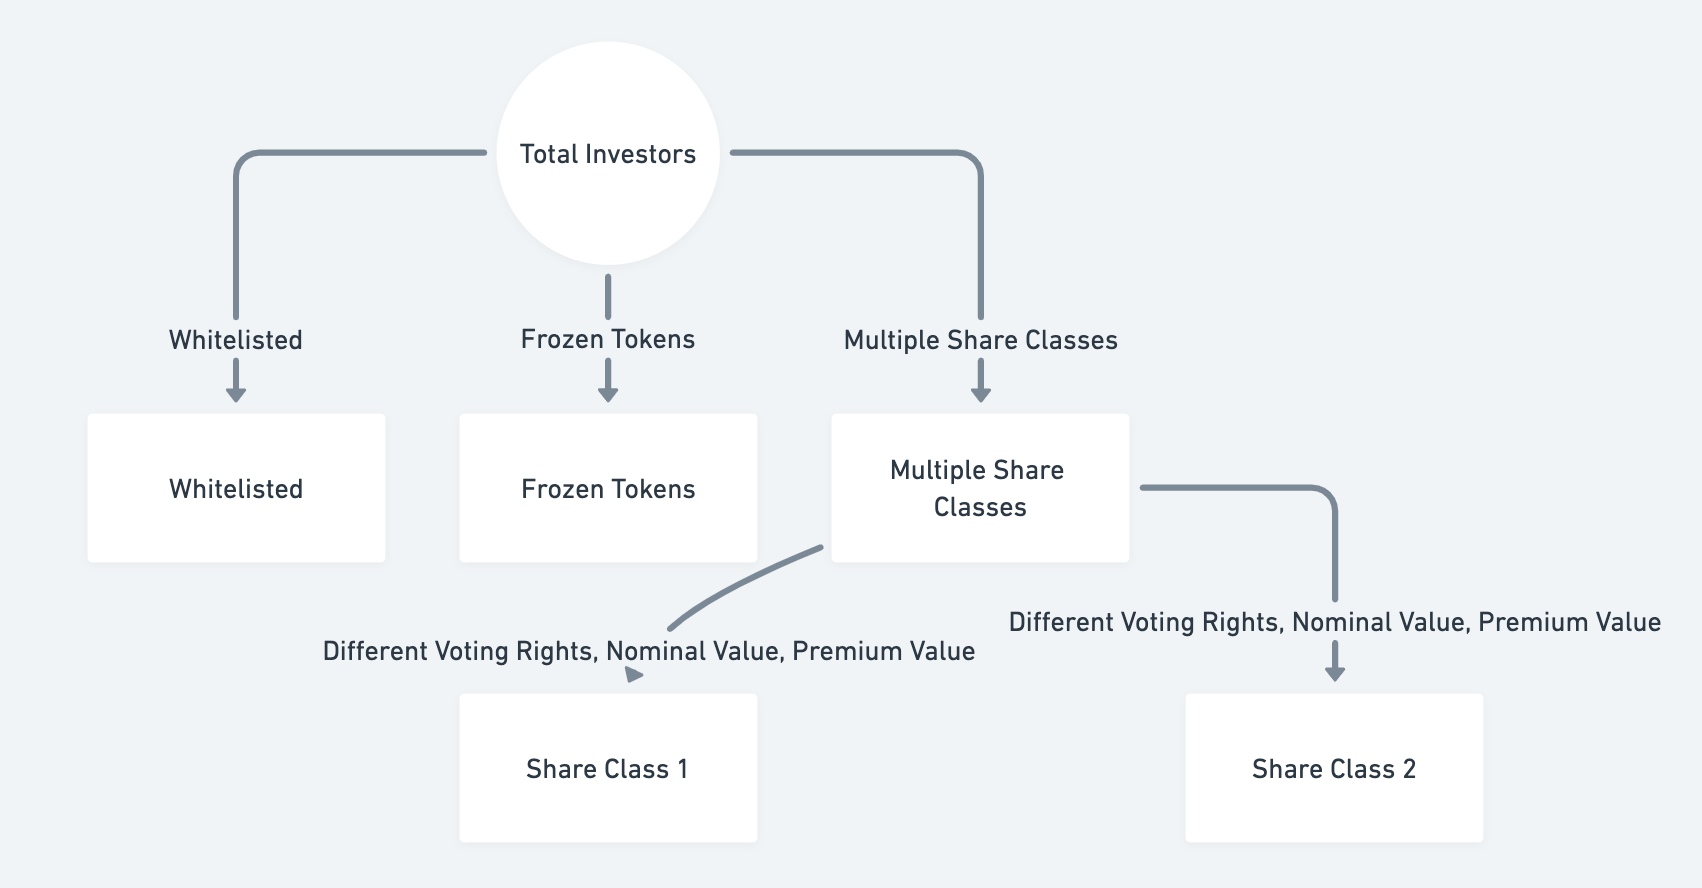 Total Investors
Whitelisted
Frozen Tokens
Multiple Share Classes
Whitelisted
Frozen Tokens
Multiple Share
Classes
Different Voting Rights, Nominal Value, Premium Value
Different Voting Rights, Nominal Value, Premium Value
Share Class 1
Share Class 2